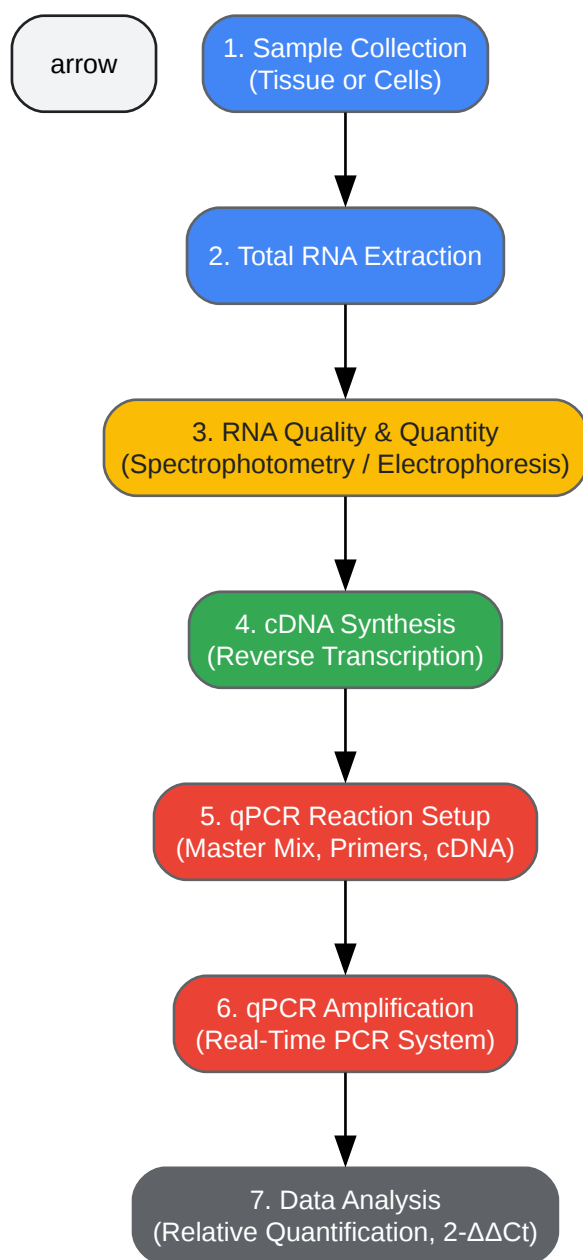 arrow
1. Sample Collection
(Tissue or Cells)
2. Total RNA Extraction
3. RNA Quality & Quantity
(Spectrophotometry / Electrophoresis)
4. cDNA Synthesis
(Reverse Transcription)
5. qPCR Reaction Setup
(Master Mix, Primers, cDNA)
6. qPCR Amplification
(Real-Time PCR System)
7. Data Analysis
(Relative Quantification, 2-ΔΔCt)